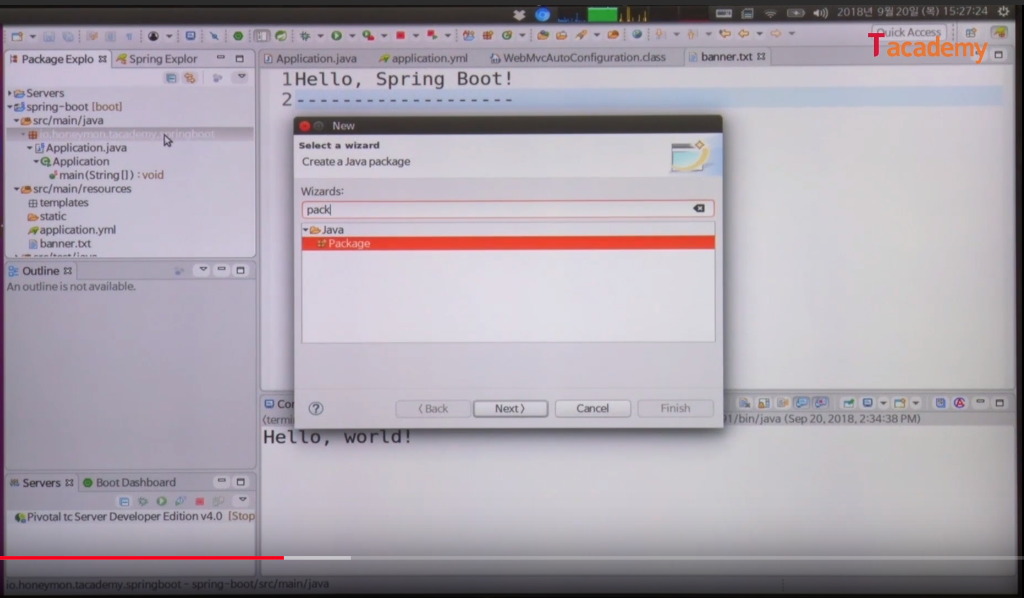 2018년 9월20일 (목) 15:27:24
Quick Access
T academy
Package Explo
Spring Explor
Application.java
application.yml
WebMvcAutoConfiguration.class
banner.txt
1Hello, Spring Boot!
2-------------------
Servers
spring-boot [boot]
src/main/java
io.honeymon.tacademy.springboot
Application.java
Application
main(String[]) : void
src/main/resources
templates
static
application.yml
banner.txt
src/test/java
Outline
An outline is not available.
New
Select a wizard
Create a Java package
Wizards:
pack
Java
Package
? < Back Next > Cancel Finish
Con
(termi
1/bin/java (Sep 20, 2018, 2:34:38 PM)
Hello, world!
Servers
Boot Dashboard
Pivotal tc Server Developer Edition v4.0 [Stop
io.honeymon.tacademy.springboot - spring-boot/src/main/java